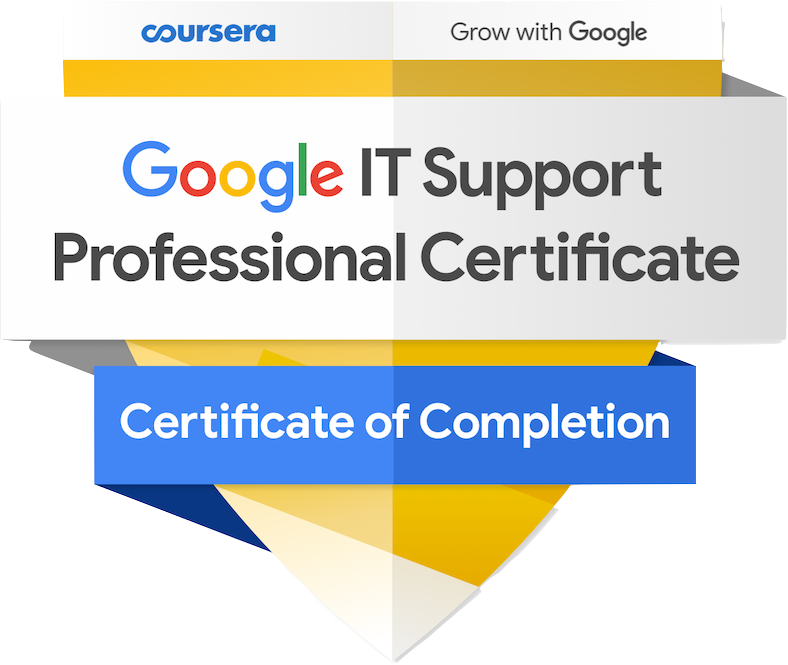 coursera
Grow with Google
Google IT Support
Professional Certificate
Certificate of Completion